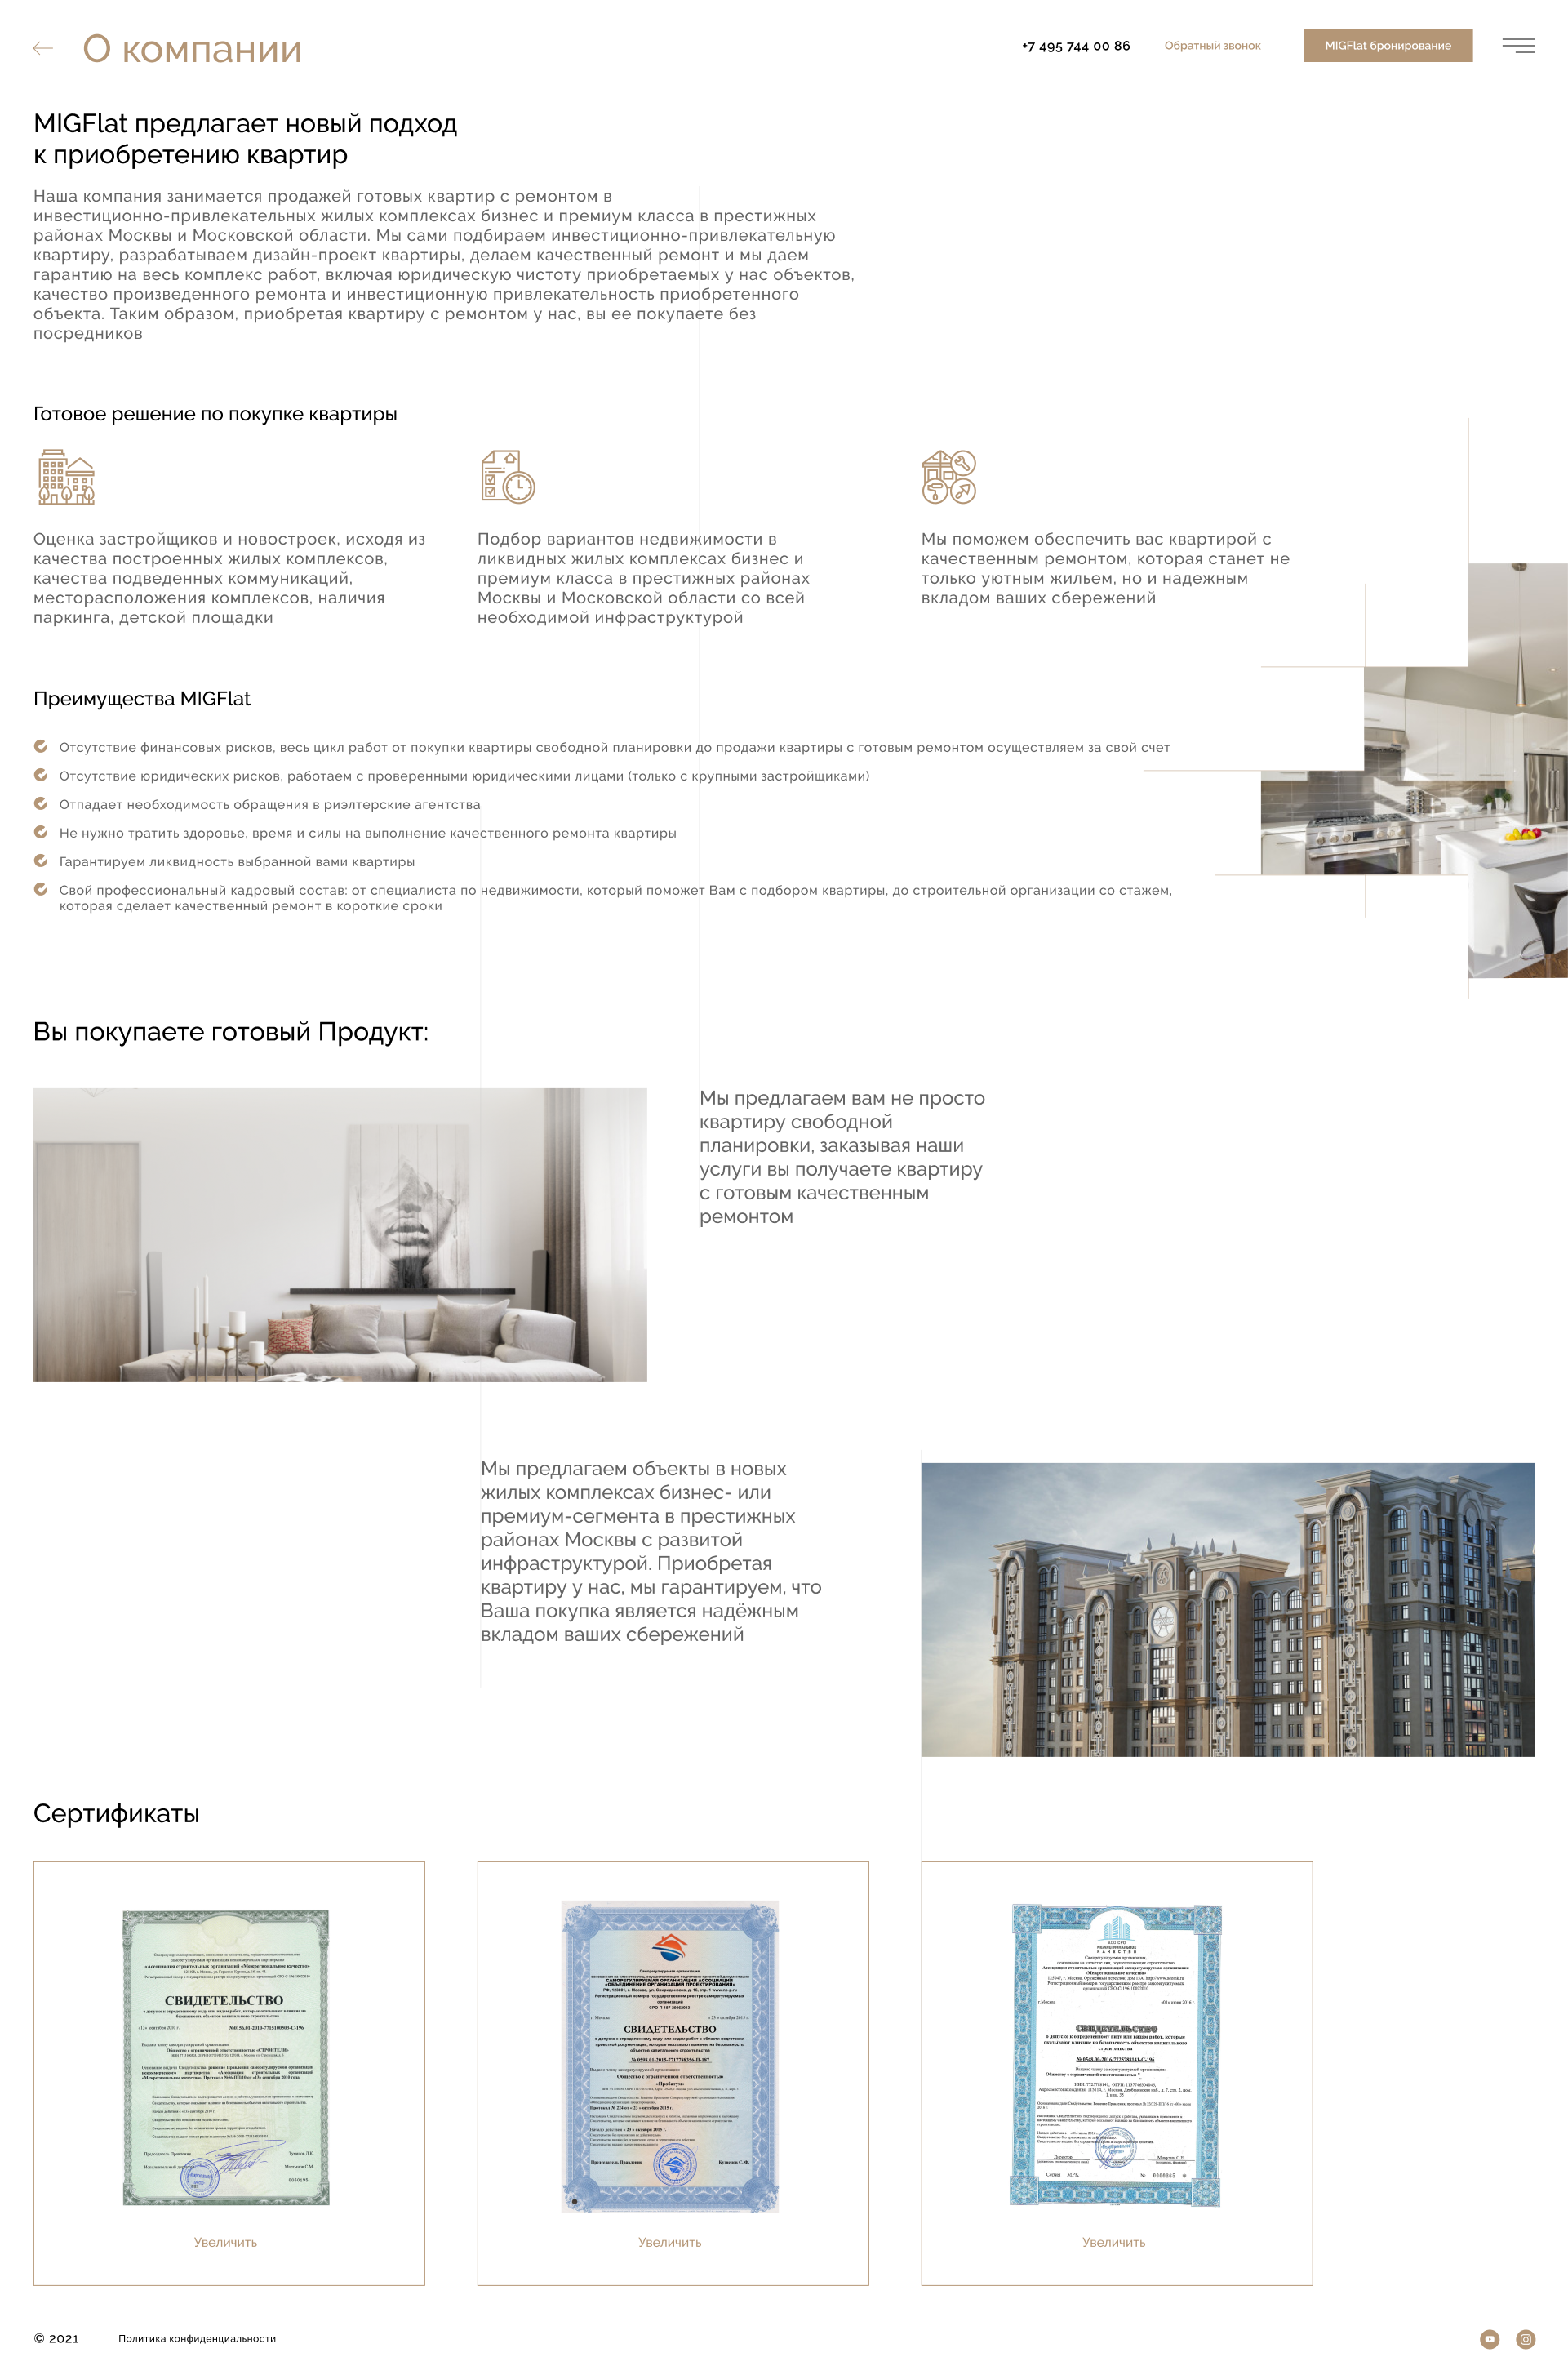 О компании
+7 495 744 00 86
Обратный звонок
MIGFlat бронирование
MIGFlat предлагает новый подход
к приобретению квартир
Наша компания занимается продажей готовых квартир с ремонтом в
инвестиционно-привлекательных жилых комплексах бизнес и премиум класса в престижных
районах Москвы и Московской области. Мы сами подбираем инвестиционно-привлекательную
квартиру, разрабатываем дизайн-проект квартиры, делаем качественный ремонт и мы даем
гарантию на весь комплекс работ, включая юридическую чистоту приобретаемых у нас объектов,
качество произведенного ремонта и инвестиционную привлекательность приобретенного
объекта. Таким образом, приобретая квартиру с ремонтом у нас, вы ее покупаете без
посредников
Готовое решение по покупке квартиры
Оценка застройщиков и новостроек, исходя из
качества построенных жилых комплексов,
качества подведенных коммуникаций,
месторасположения комплексов, наличия
паркинга, детской площадки
Подбор вариантов недвижимости в
ликвидных жилых комплексах бизнес и
премиум класса в престижных районах
Москвы и Московской области со всей
необходимой инфраструктурой
Мы поможем обеспечить вас квартирой с
качественным ремонтом, которая станет не
только уютным жильем, но и надежным
вкладом ваших сбережений
Преимущества MIGFlat
Отсутствие финансовых рисков, весь цикл работ от покупки квартиры свободной планировки до продажи квартиры с готовым ремонтом осуществляем за свой счет
Отсутствие юридических рисков, работаем с проверенными юридическими лицами (только с крупными застройщиками)
Отпадает необходимость обращения в риэлтерские агентства
Не нужно тратить здоровье, время и силы на выполнение качественного ремонта квартиры
Гарантируем ликвидность выбранной вами квартиры
Свой профессиональный кадровый состав: от специалиста по недвижимости, который поможет Вам с подбором квартиры, до строительной организации со стажем,
которая сделает качественный ремонт в короткие сроки
Вы покупаете готовый Продукт:
Мы предлагаем вам не просто
квартиру свободной
планировки, заказывая наши
услуги вы получаете квартиру
с готовым качественным
ремонтом
Мы предлагаем объекты в новых
жилых комплексах бизнес- или
премиум-сегмента в престижных
районах Москвы с развитой
инфраструктурой. Приобретая
квартиру у нас, мы гарантируем, что
Ваша покупка является надёжным
вкладом ваших сбережений
Сертификаты
СВИДЕТЕЛЬСТВО
СВИДЕТЕЛЬСТВО
СВИДЕТЕЛЬСТВО
Увеличить
Увеличить
Увеличить
© 2021
Политика конфиденциальности